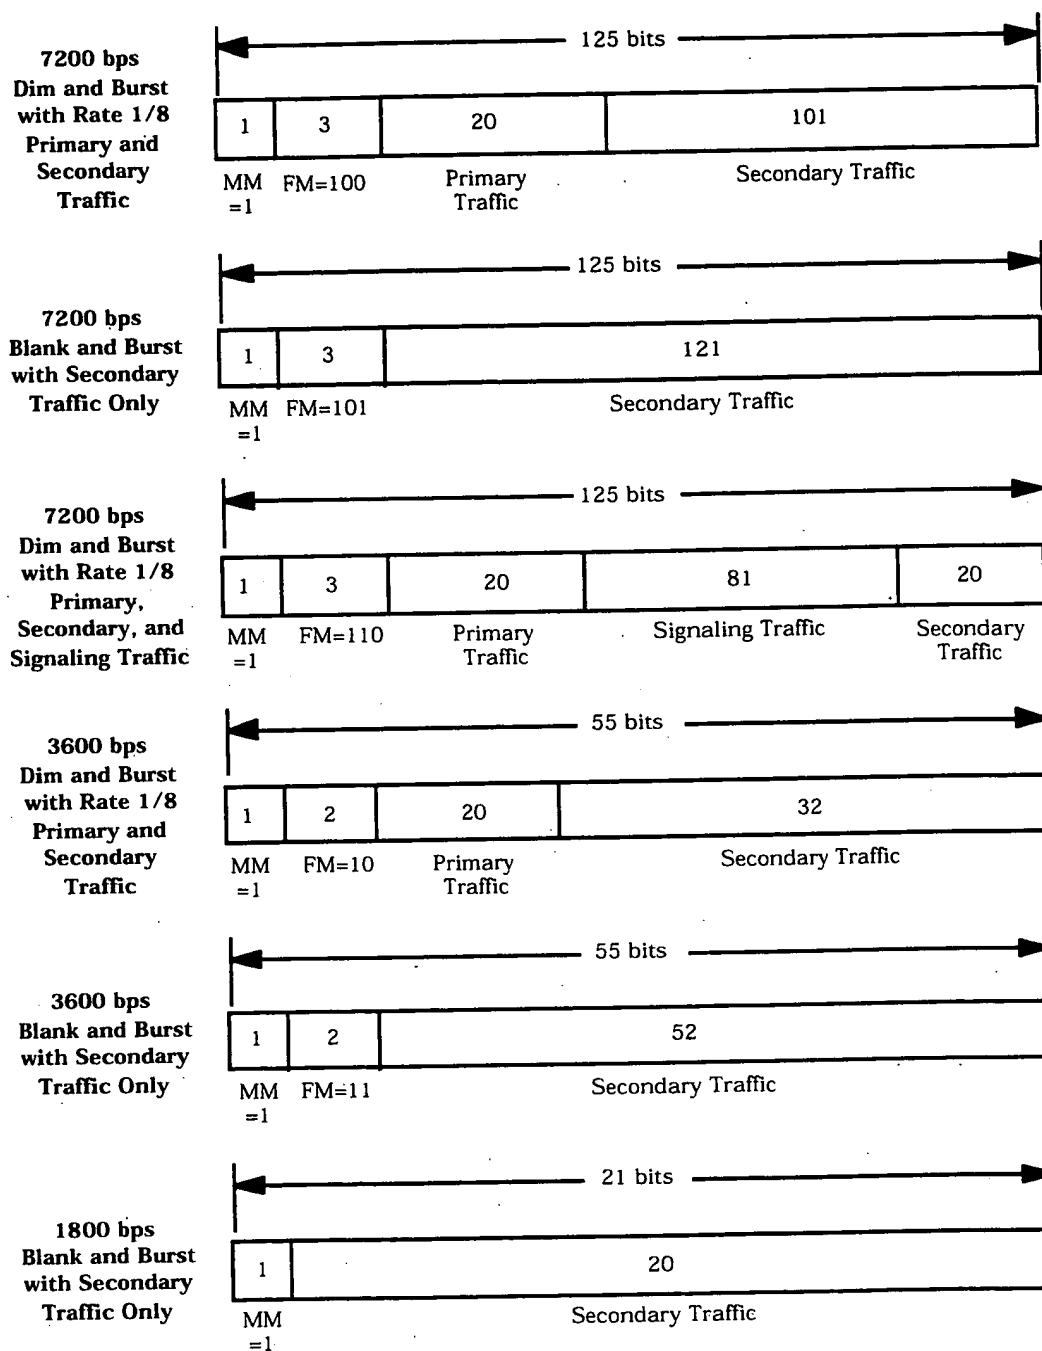 125 bits
7200 bps
Dim and Burst
with Rate 1/8
Primary and
Secondary
Traffic
1 3 20 101
MM
=1
FM=100
Primary
Traffic
Secondary Traffic
125 bits
7200 bps
Blank and Burst
with Secondary
Traffic Only
1 3 121
MM
=1
FM=101
Secondary Traffic
125 bits
7200 bps
Dim and Burst
with Rate 1/8
Primary,
Secondary, and
Signaling Traffic
1 3 20 81 20
MM
=1
FM=110
Primary
Traffic
Signaling Traffic
Secondary
Traffic
55 bits
3600 bps
Dim and Burst
with Rate 1/8
Primary and
Secondary
Traffic
1 2 20 32
MM
=1
FM=10
Primary
Traffic
Secondary Traffic
55 bits
3600 bps
Blank and Burst
with Secondary
Traffic Only
1 2 52
MM
=1
FM=11
Secondary Traffic
21 bits
1800 bps
Blank and Burst
with Secondary
Traffic Only
1 20
MM
=1
Secondary Traffic